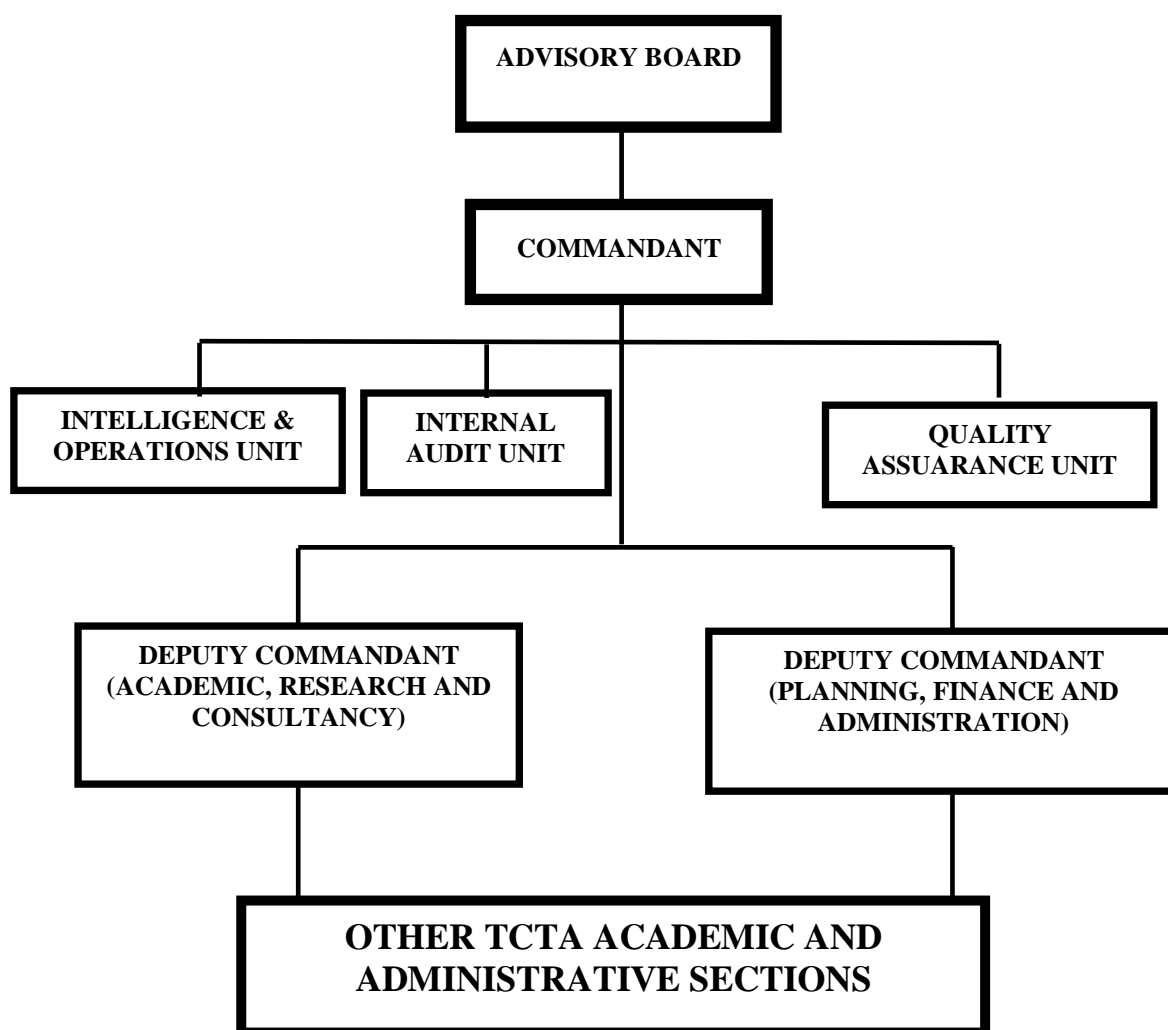 ADVISORY BOARD
COMMANDANT
INTELLIGENCE &
OPERATIONS UNIT
INTERNAL
AUDIT UNIT
QUALITY
ASSUARANCE UNIT
DEPUTY COMMANDANT
(ACADEMIC, RESEARCH AND
CONSULTANCY)
DEPUTY COMMANDANT
(PLANNING, FINANCE AND
ADMINISTRATION)
OTHER TCTA ACADEMIC AND
ADMINISTRATIVE SECTIONS